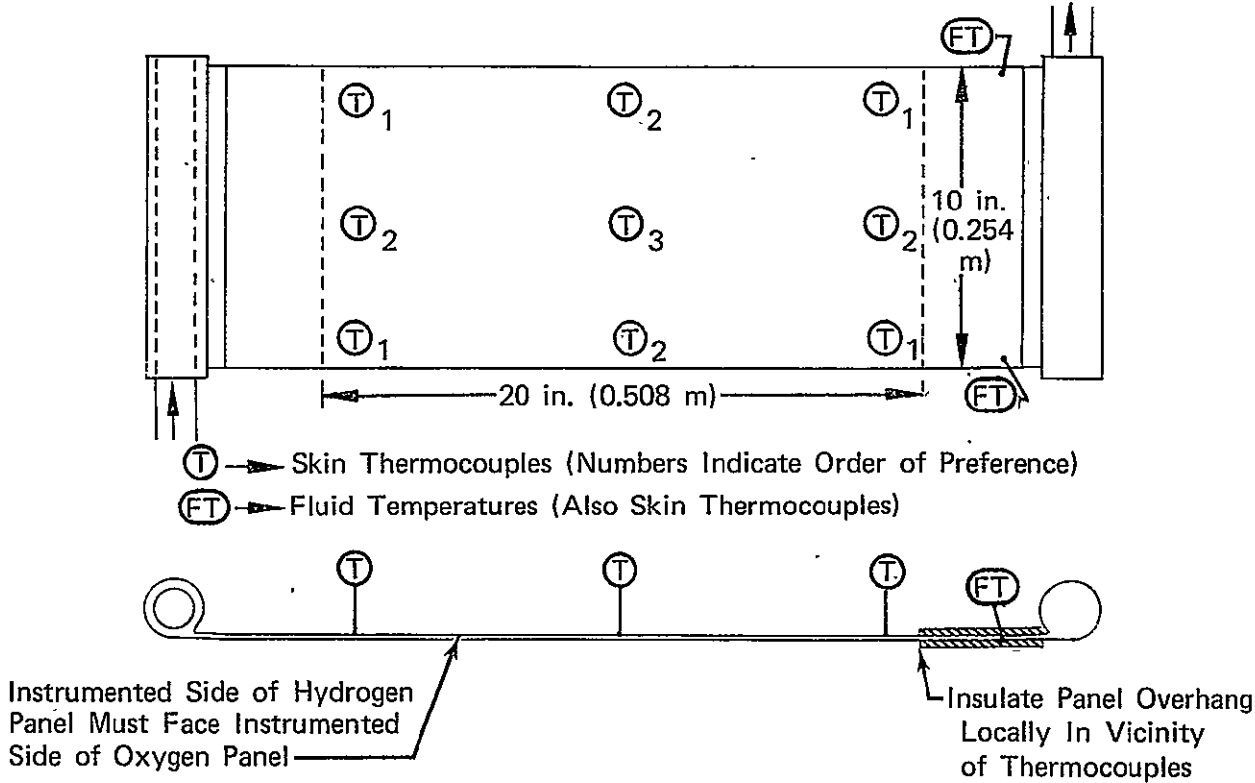 FT
T1 T2 T1
T2 T3 T2
10 in.
(0.254
m)
T1 T2 T1
FT
20 in. (0.508 m)
T Skin Thermocouples (Numbers Indicate Order of Preference)
FT Fluid Temperatures (Also Skin Thermocouples)
T T T
FT
Instrumented Side of Hydrogen
Panel Must Face Instrumented
Side of Oxygen Panel
Insulate Panel Overhang
Locally In Vicinity
of Thermocouples